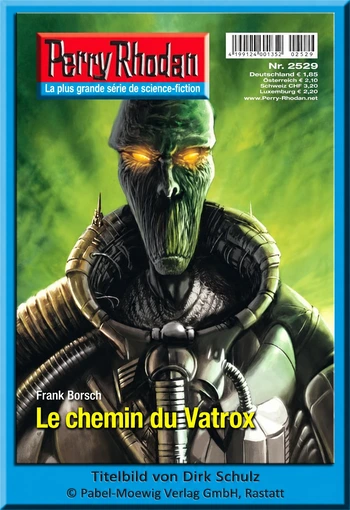 Perry Rhodan
La plus grande série de science-fiction
4199124001352
02529
Nr. 2529
Deutschland € 1,85
Österreich € 2,10
Schweiz CHF 3,20
Luxemburg € 2,20
www.Perry-Rhodan.net
Frank Borsch
Le chemin du Vatrox
Titelbild von Dirk Schulz
© Pabel-Moewig Verlag GmbH, Rastatt